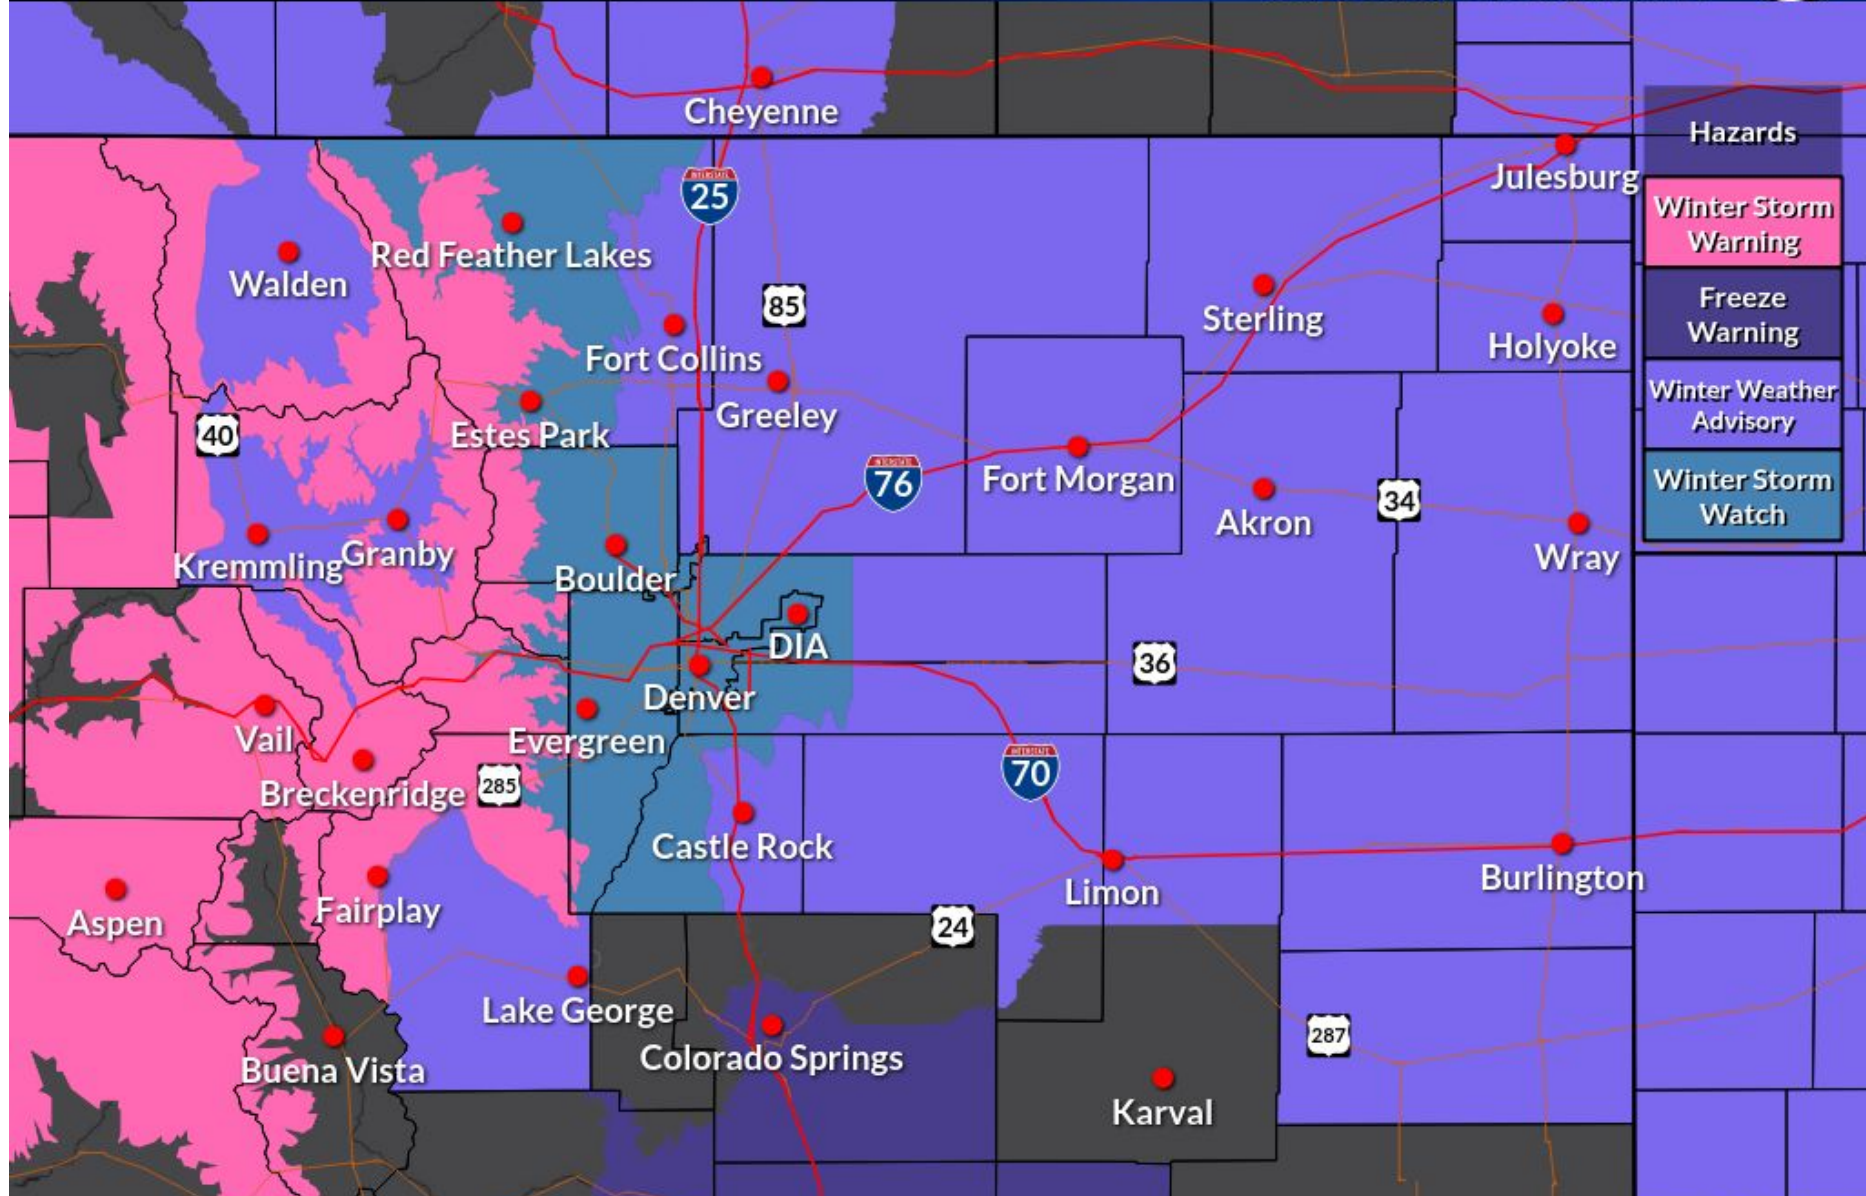 Cheyenne
Hazards
INTERSTATE
25
Julesburg
Winter Storm
Warning
Red Feather Lakes
Walden
85
Sterling
Freeze
Warning
Holyoke
Fort Collins
Greeley
Winter Weather
Advisory
40
Estes Park
INTERSTATE
76
Fort Morgan
Akron
34
Winter Storm
Watch
Wray
Kremmling
Granby
Boulder
DIA
36
Denver
Vail
Evergreen
Breckenridge
285
INTERSTATE
70
Castle Rock
Limon
Burlington
Aspen
Fairplay
24
Lake George
287
Buena Vista
Colorado Springs
Karval